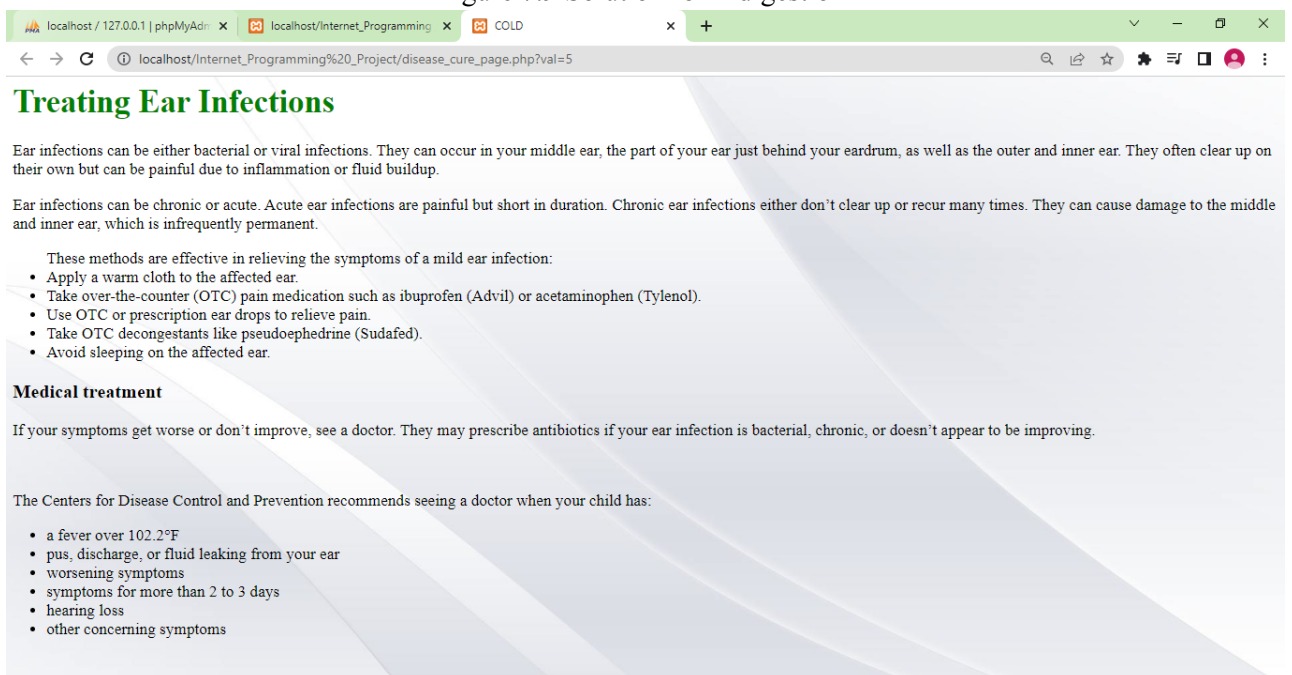 localhost / 127.0.0.1 | phpMyAdn
localhost/Internet_Programming
COLD
localhost/Internet_Programming%20_Project/disease_cure_page.php?val=5
Treating Ear Infections
Ear infections can be either bacterial or viral infections. They can occur in your middle ear, the part of your ear just behind your eardrum, as well as the outer and inner ear. They often clear up on
their own but can be painful due to inflammation or fluid buildup.
Ear infections can be chronic or acute. Acute ear infections are painful but short in duration. Chronic ear infections either don’t clear up or recur many times. They can cause damage to the middle
and inner ear, which is infrequently permanent.
These methods are effective in relieving the symptoms of a mild ear infection:
• Apply a warm cloth to the affected ear.
• Take over-the-counter (OTC) pain medication such as ibuprofen (Advil) or acetaminophen (Tylenol).
• Use OTC or prescription ear drops to relieve pain.
• Take OTC decongestants like pseudoephedrine (Sudafed).
• Avoid sleeping on the affected ear.
Medical treatment
If your symptoms get worse or don’t improve, see a doctor. They may prescribe antibiotics if your ear infection is bacterial, chronic, or doesn’t appear to be improving.
The Centers for Disease Control and Prevention recommends seeing a doctor when your child has:
• a fever over 102.2°F
• pus, discharge, or fluid leaking from your ear
• worsening symptoms
• symptoms for more than 2 to 3 days
• hearing loss
• other concerning symptoms